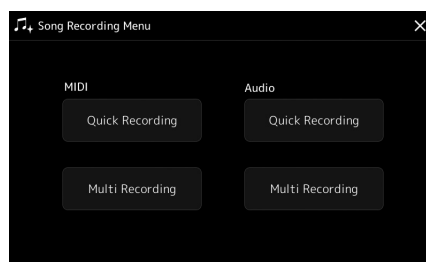 Song Recording Menu
MIDI
Audio
Quick Recording
Quick Recording
Multi Recording
Multi Recording